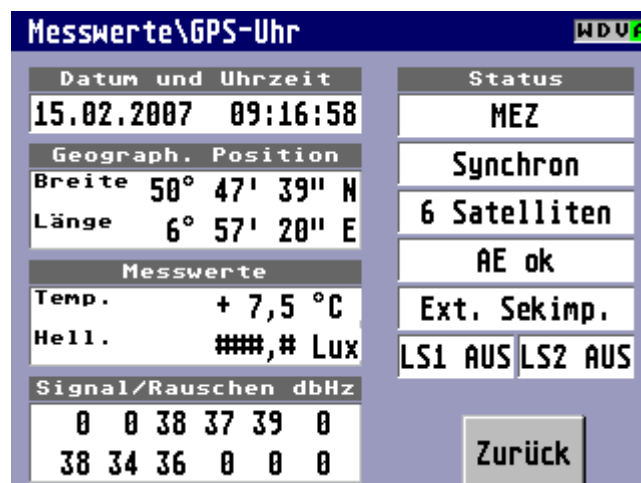 Messwerte\GPS-Uhr
WDVA
Datum und Uhrzeit
15.02.2007 09:16:58
Geograph. Position
Breite 50° 47' 39" N
Länge 6° 57' 20" E
Messwerte
Temp. + 7,5 °C
Hell. ###,# Lux
Signal/Rauschen dbHz
0 0 38 37 39 0
38 34 36 0 0 0
Status
MEZ
Synchron
6 Satelliten
AE ok
Ext. Sekimp.
LS1 AUS LS2 AUS
Zurück